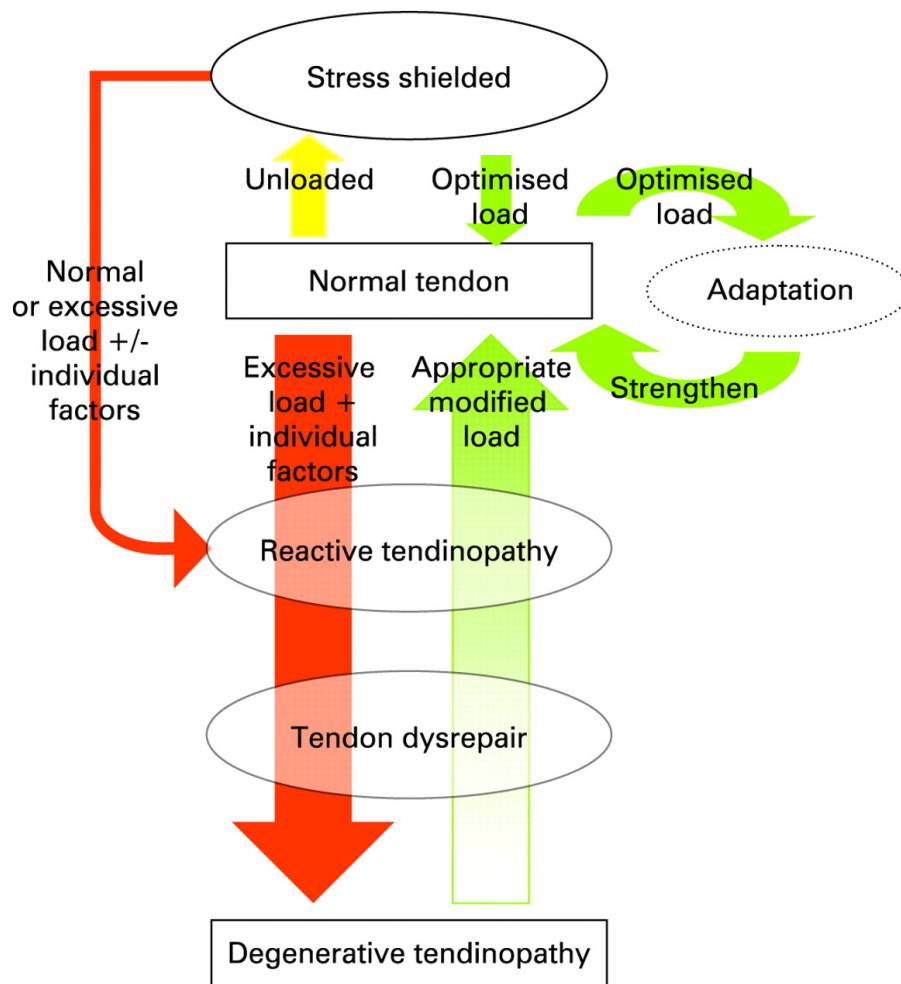 Stress shielded
Unloaded
Optimised
load
Optimised
load
Normal
or excessive
load +/-
individual
factors
Normal tendon
Adaptation
Excessive
load +
individual
factors
Appropriate
modified
load
Strengthen
Reactive tendinopathy
Tendon dysrepair
Degenerative tendinopathy